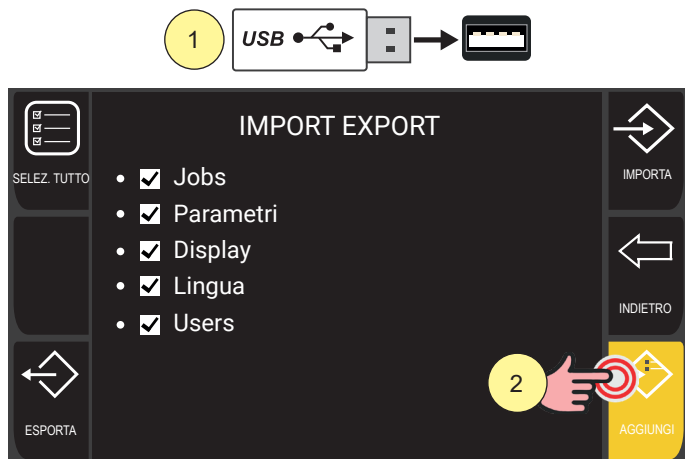 1
USB
IMPORT EXPORT
SELEZ. TUTTO
IMPORTA
Jobs
Parametri
Display
Lingua
Users
INDIETRO
2
ESPORTA
AGGIUNGI